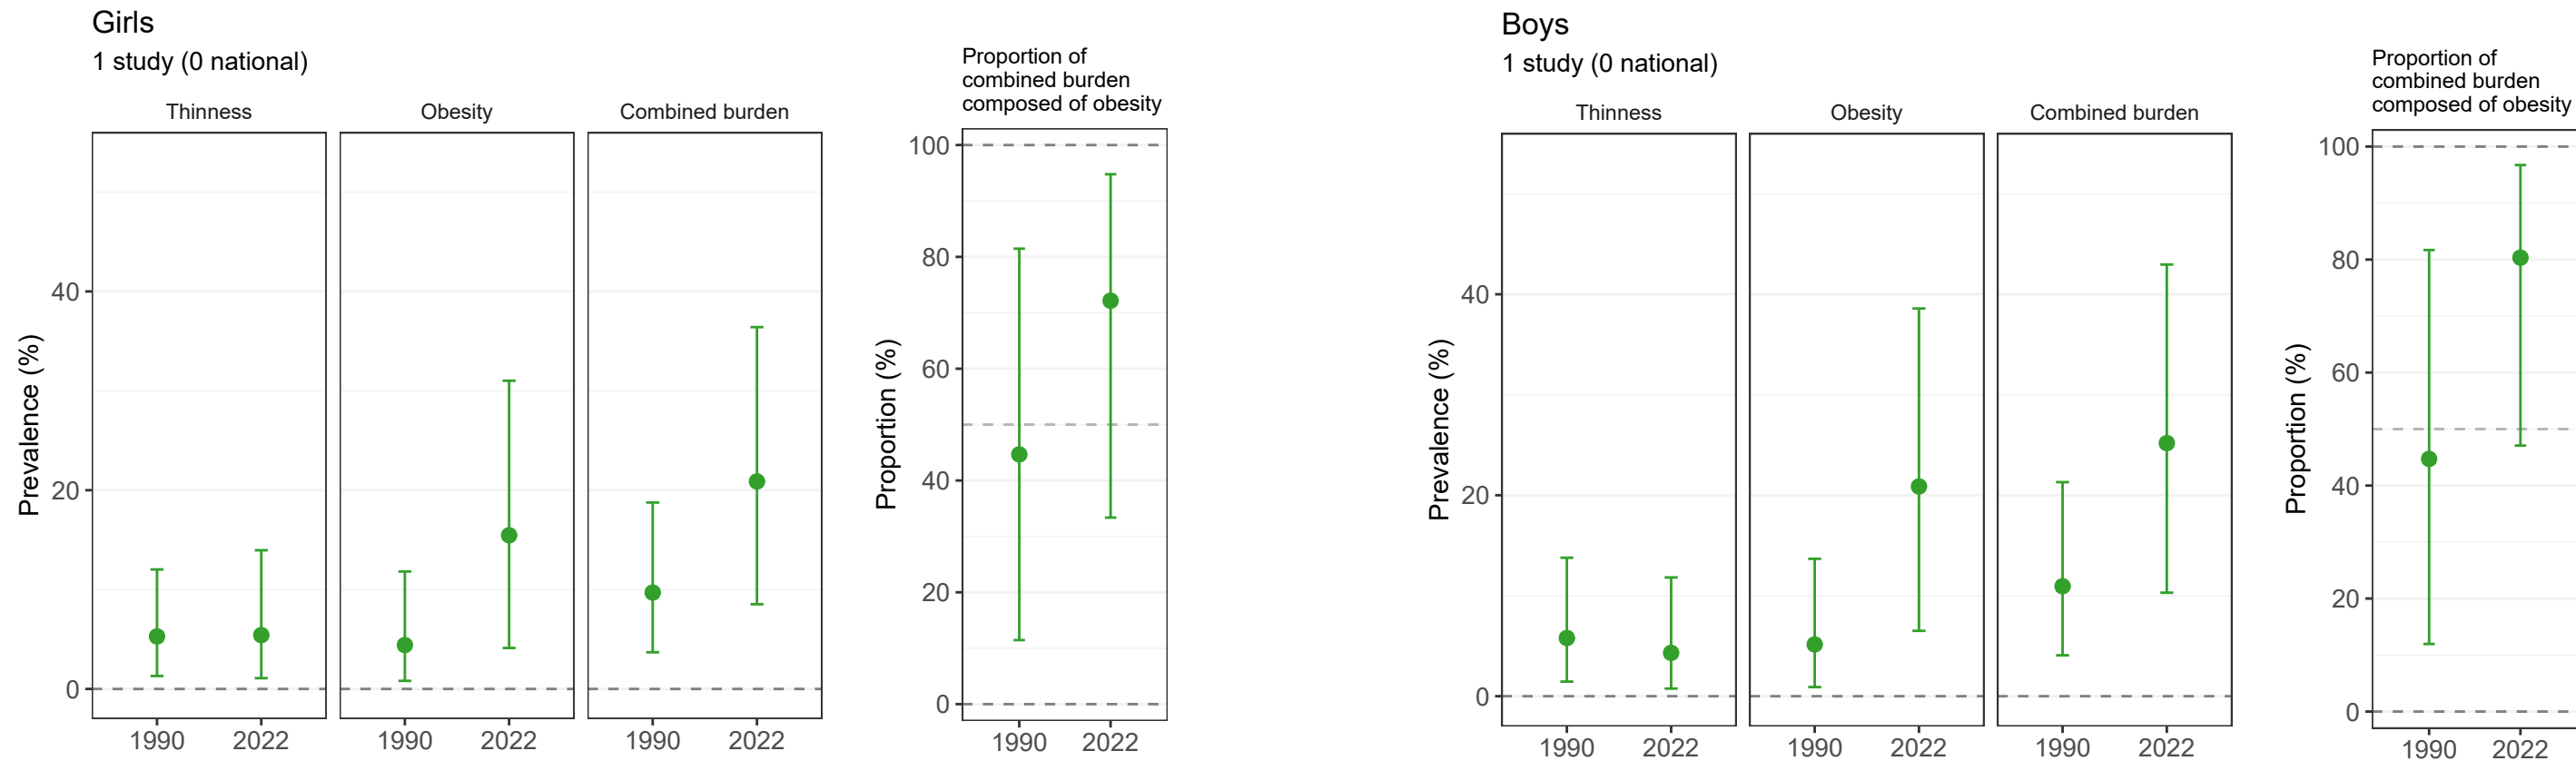 Girls
1 study (0 national)
Thinness
Obesity
Combined burden
Prevalence (%)
40
20
0
1990
2022
1990
2022
1990
2022
Proportion of
combined burden
composed of obesity
Proportion (%)
100
80
60
40
20
0
1990
2022
Boys
1 study (0 national)
Thinness
Obesity
Combined burden
Prevalence (%)
40
20
0
1990
2022
1990
2022
1990
2022
Proportion of
combined burden
composed of obesity
Proportion (%)
100
80
60
40
20
0
1990
2022